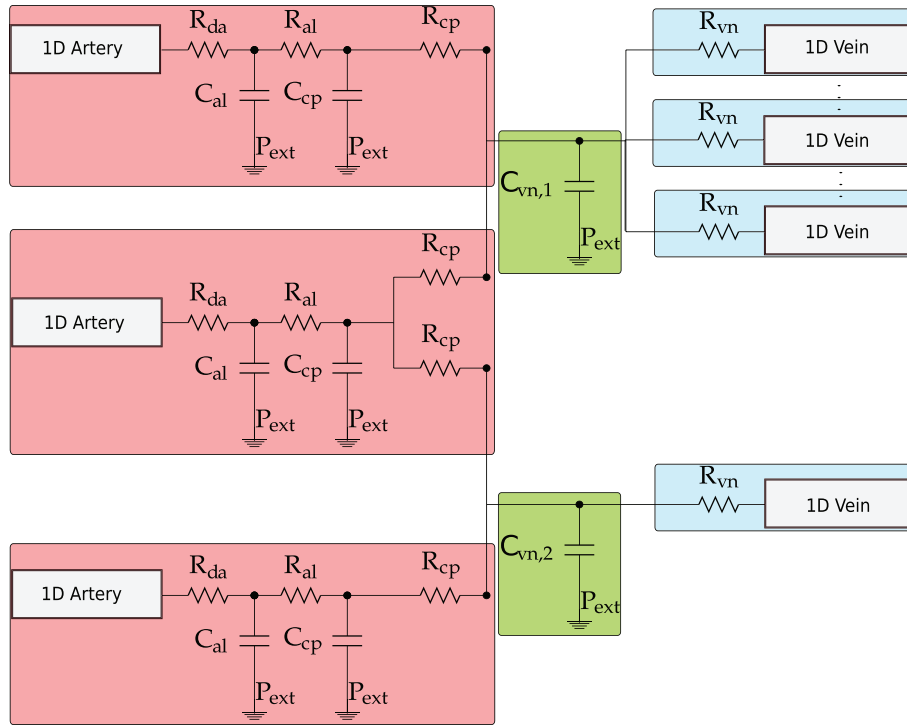 R_da R_al R_cp
1D Artery
C_al C_cp
P_ext P_ext
R_vn
1D Vein
R_vn
1D Vein
R_vn
1D Vein
C_vn,1
P_ext
R_cp
1D Artery
R_da R_al
R_cp
C_al C_cp
P_ext P_ext
R_vn
1D Vein
C_vn,2
P_ext
R_da R_al R_cp
1D Artery
C_al C_cp
P_ext P_ext